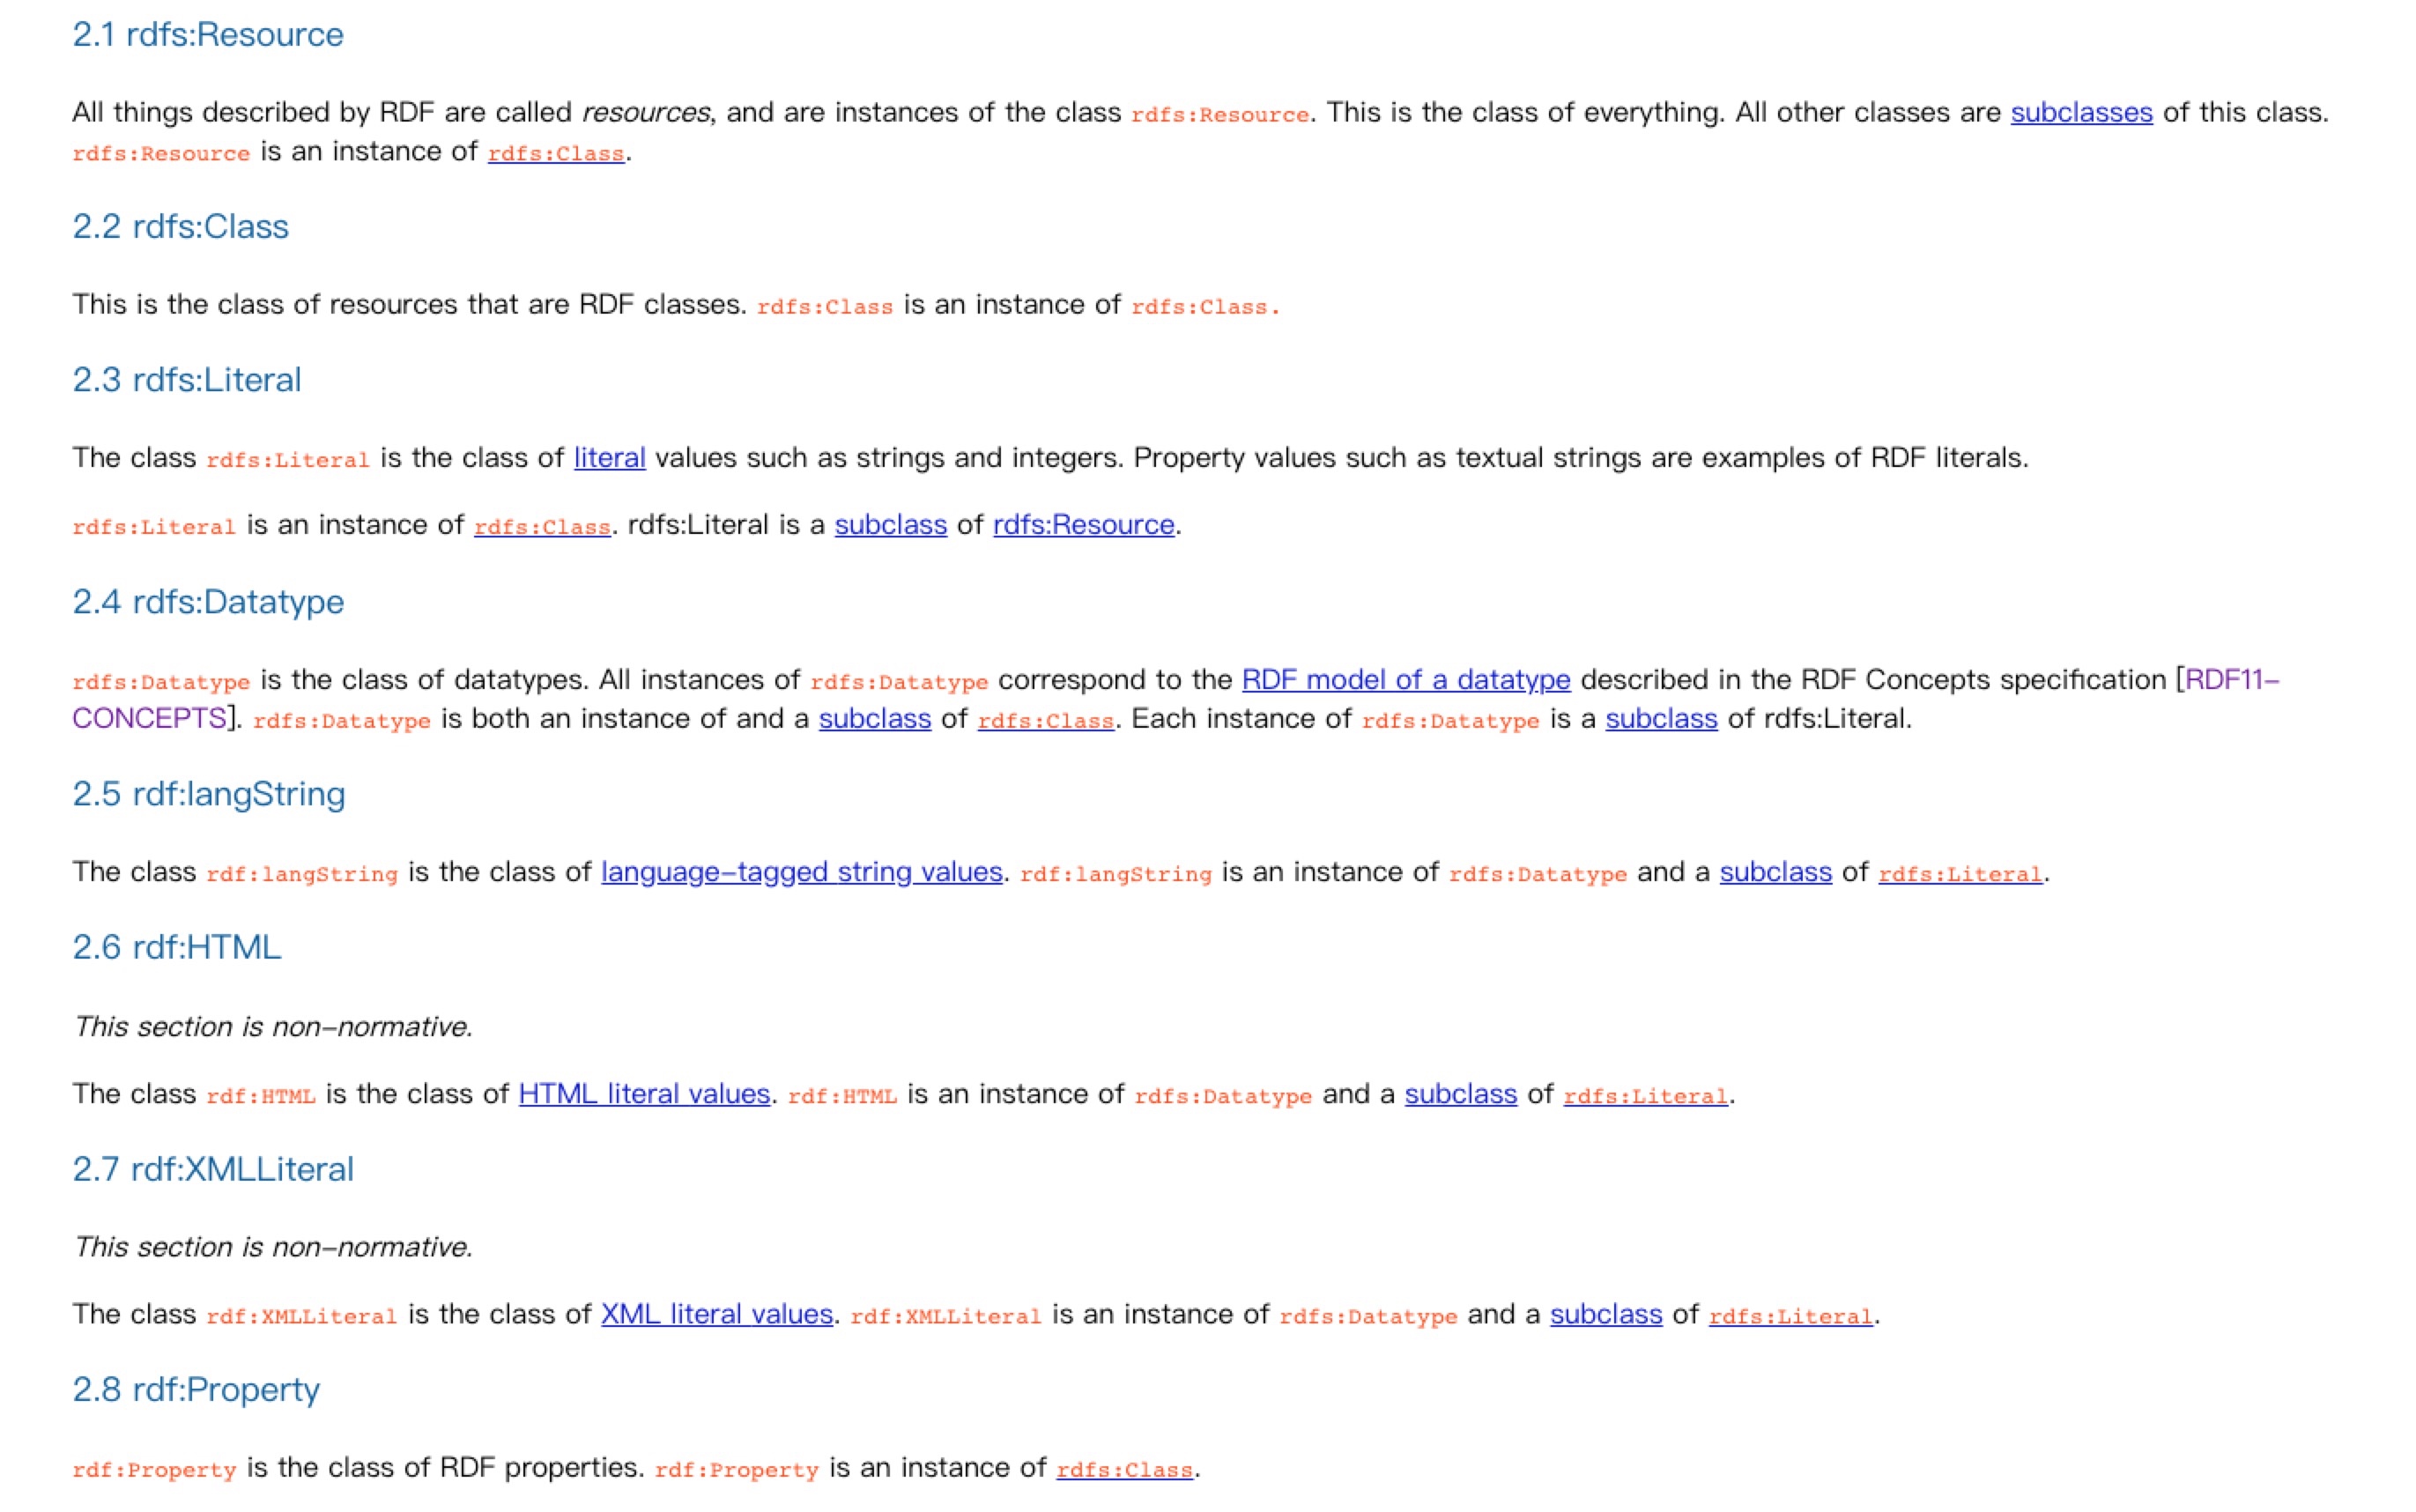 2.1 rdfs:Resource
All things described by RDF are called resources, and are instances of the class rdfs:Resource. This is the class of everything. All other classes are subclasses of this class.
rdfs:Resource is an instance of rdfs:Class.
2.2 rdfs:Class
This is the class of resources that are RDF classes. rdfs:Class is an instance of rdfs:Class.
2.3 rdfs:Literal
The class rdfs:Literal is the class of literal values such as strings and integers. Property values such as textual strings are examples of RDF literals.
rdfs:Literal is an instance of rdfs:Class. rdfs:Literal is a subclass of rdfs:Resource.
2.4 rdfs:Datatype
rdfs:Datatype is the class of datatypes. All instances of rdfs:Datatype correspond to the RDF model of a datatype described in the RDF Concepts specification [RDF11-
CONCEPTS]. rdfs:Datatype is both an instance of and a subclass of rdfs:Class. Each instance of rdfs:Datatype is a subclass of rdfs:Literal.
2.5 rdf:langString
The class rdf:langString is the class of language-tagged string values. rdf:langString is an instance of rdfs:Datatype and a subclass of rdfs:Literal.
2.6 rdf:HTML
This section is non-normative.
The class rdf:HTML is the class of HTML literal values. rdf:HTML is an instance of rdfs:Datatype and a subclass of rdfs:Literal.
2.7 rdf:XMLLiteral
This section is non-normative.
The class rdf:XMLLiteral is the class of XML literal values. rdf:XMLLiteral is an instance of rdfs:Datatype and a subclass of rdfs:Literal.
2.8 rdf:Property
rdf:Property is the class of RDF properties. rdf:Property is an instance of rdfs:Class.